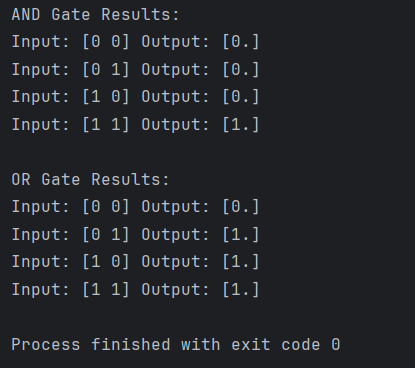 AND Gate Results:
Input: [0 0] Output: [0.]
Input: [0 1] Output: [0.]
Input: [1 0] Output: [0.]
Input: [1 1] Output: [1.]
OR Gate Results:
Input: [0 0] Output: [0.]
Input: [0 1] Output: [1.]
Input: [1 0] Output: [1.]
Input: [1 1] Output: [1.]
Process finished with exit code 0